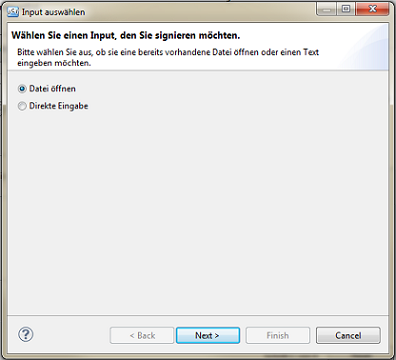 Input auswählen
Wählen Sie einen Input, den Sie signieren möchten.
Bitte wählen Sie aus, ob sie eine bereits vorhandene Datei öffnen oder einen Text
eingeben möchten.
Datei öffnen
Direkte Eingabe
?
< Back
Next >
Finish
Cancel